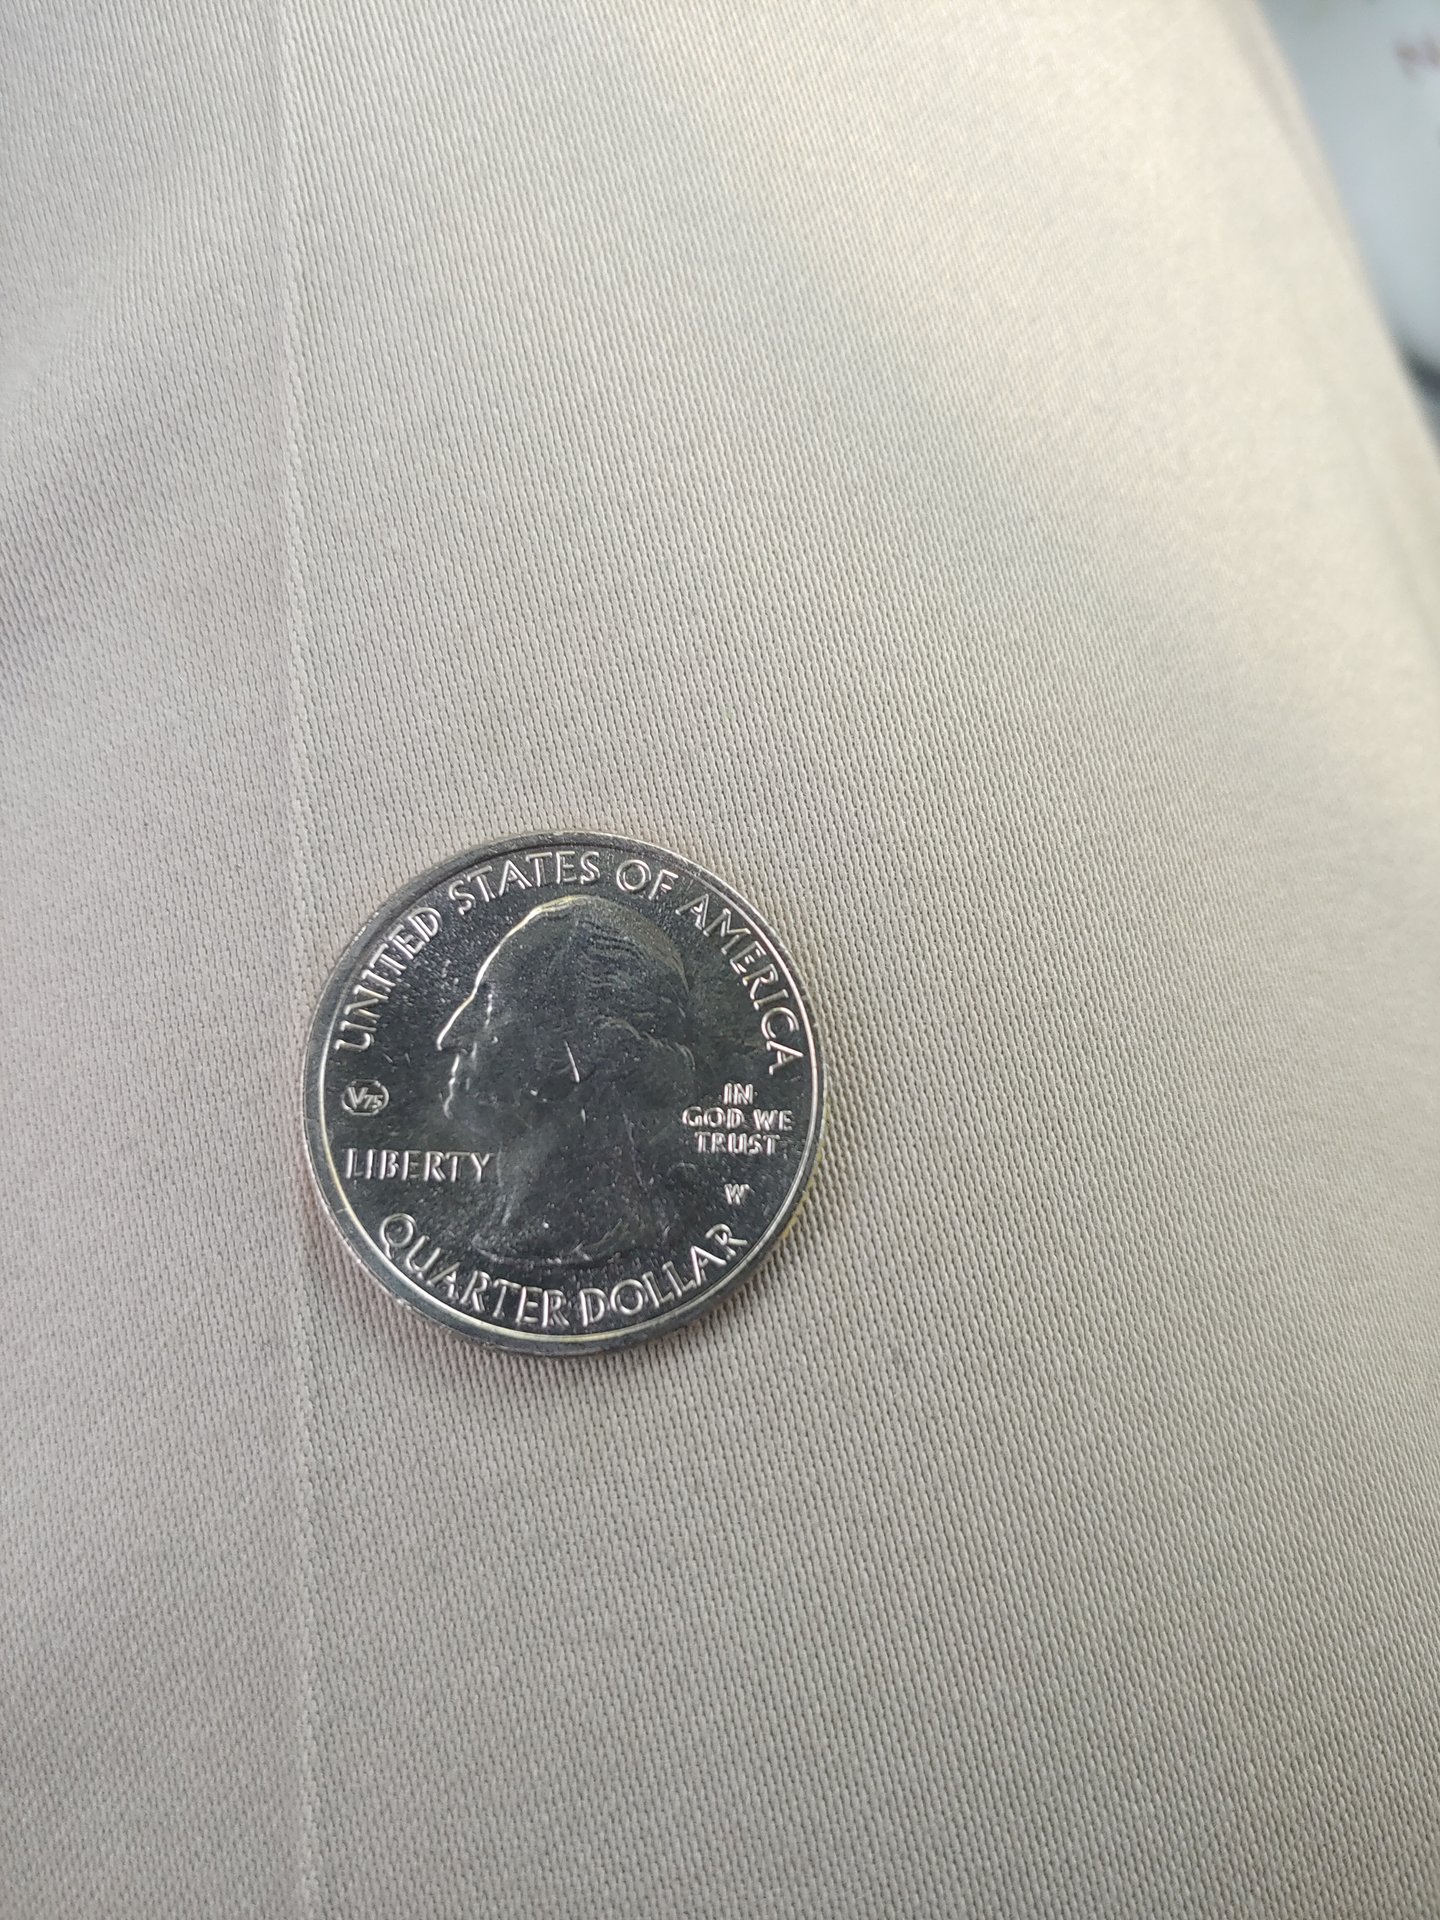 UNITED STATES OF AMERICA
V75
LIBERTY
IN
GOD WE
TRUST
W
QUARTER DOLLAR